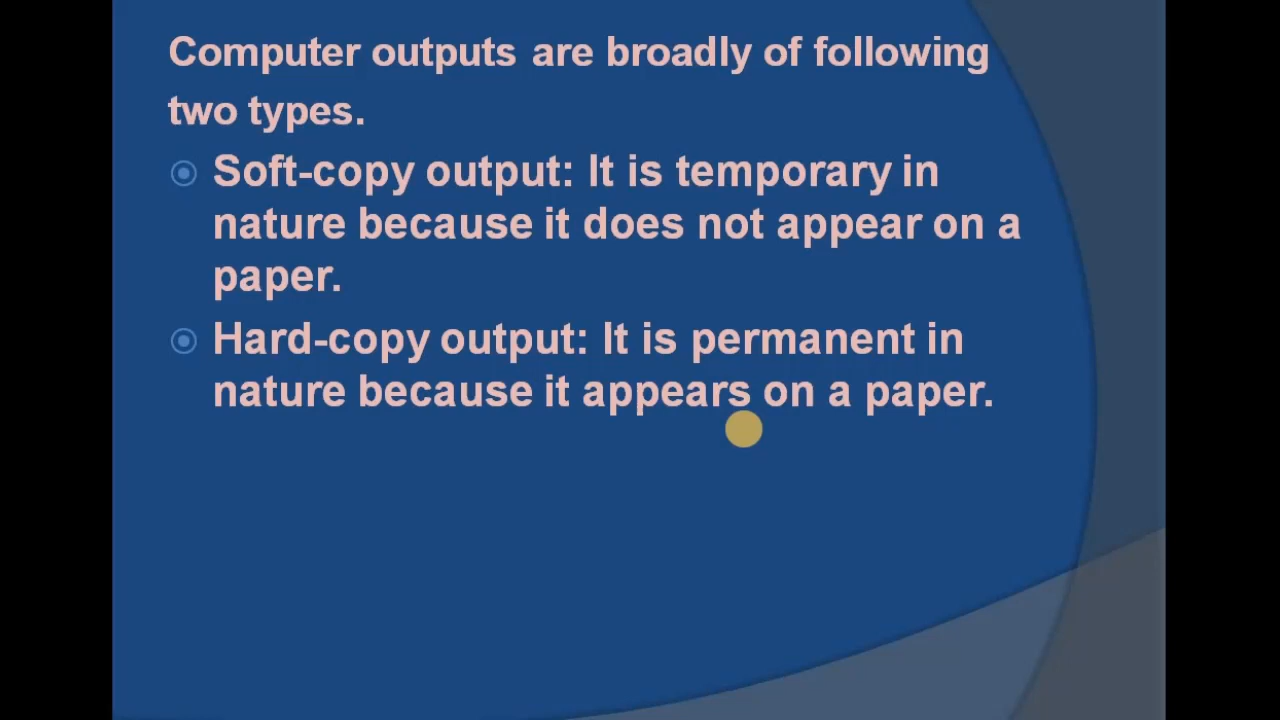 Computer outputs are broadly of following
two types.
Soft-copy output: It is temporary in
nature because it does not appear on a
paper.
Hard-copy output: It is permanent in
nature because it appears on a paper.